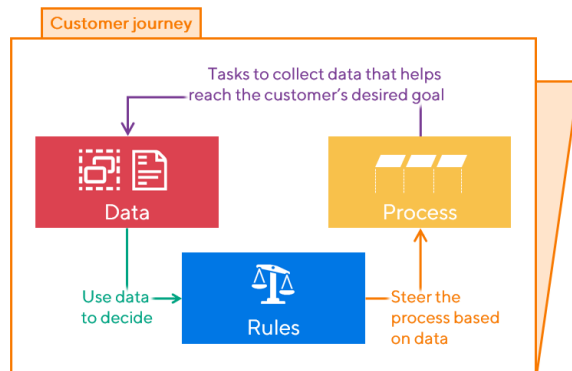 Customer journey
Tasks to collect data that helps
reach the customer's desired goal
Data
Process
Use data
to decide
Rules
Steer the
process based
on data